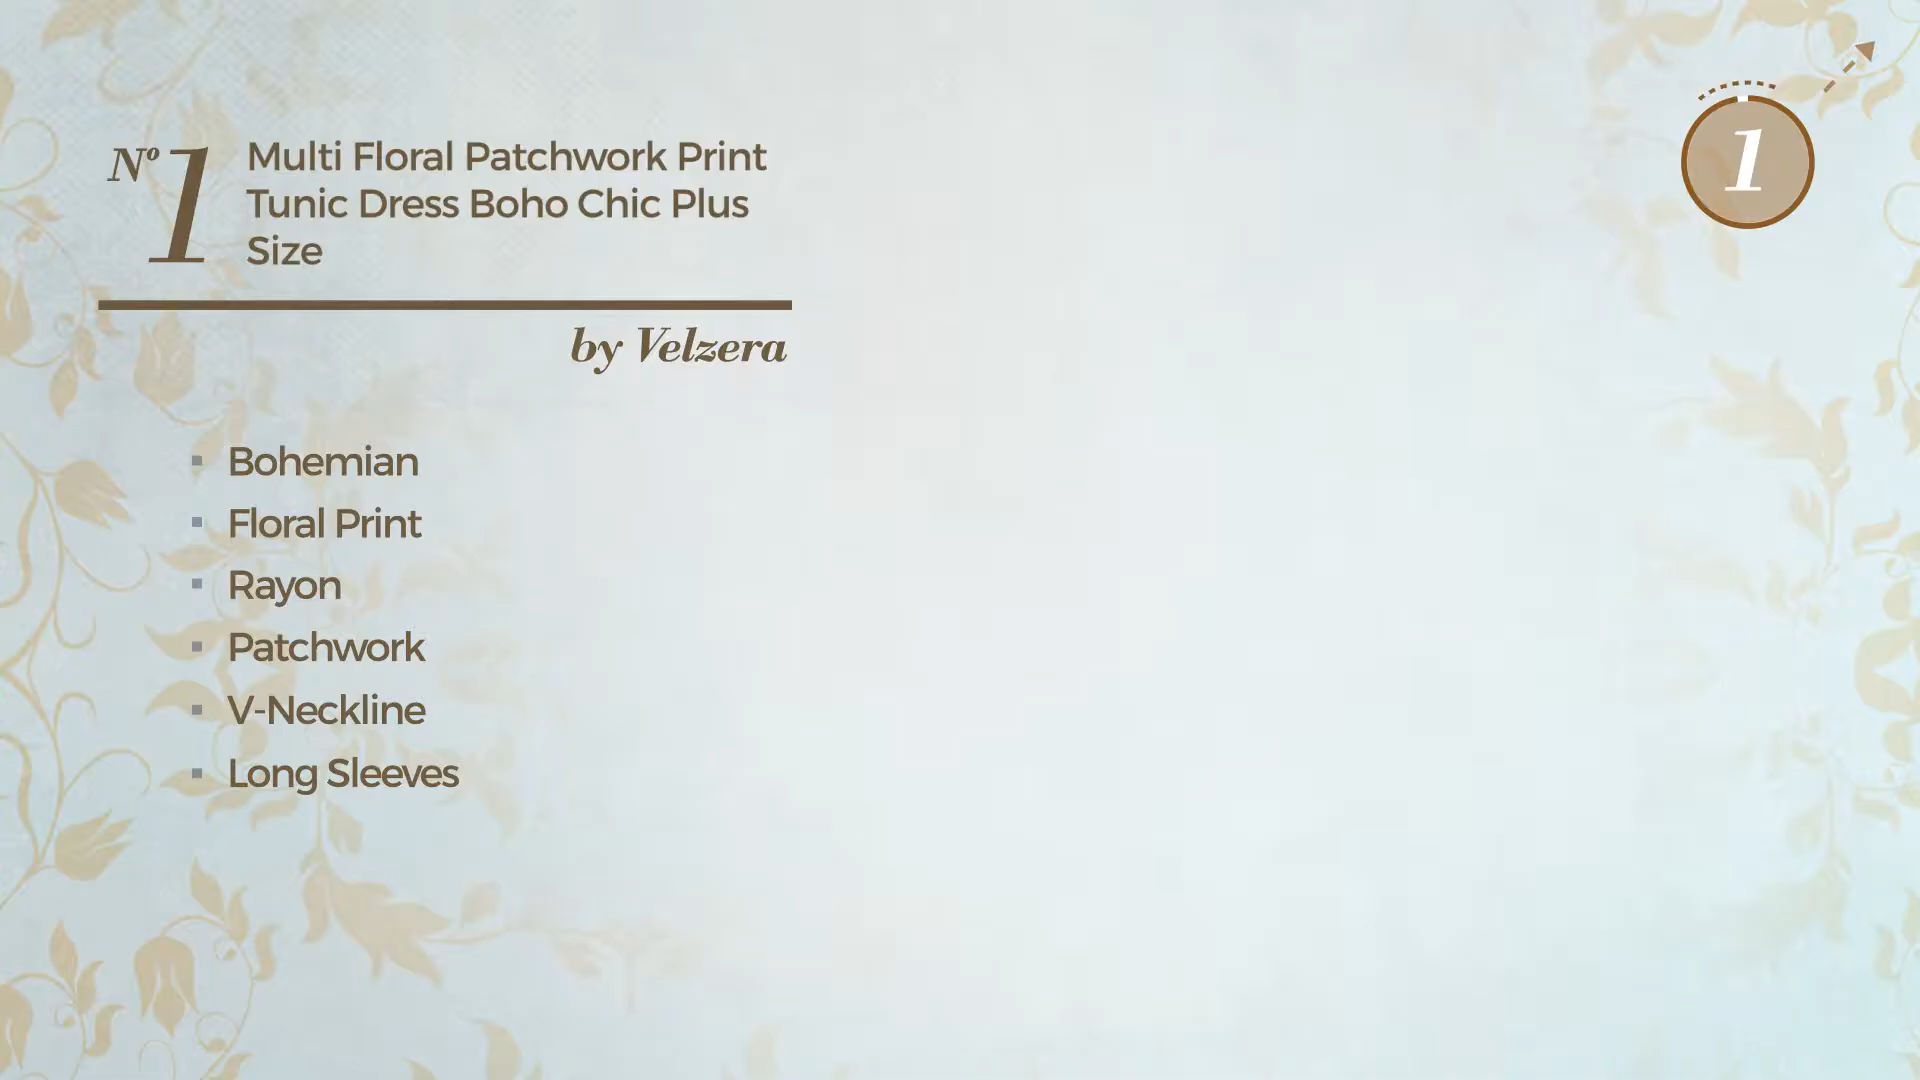 Nº 1
Multi Floral Patchwork Print
Tunic Dress Boho Chic Plus
Size
by Velzera
1
▪ Bohemian
▪ Floral Print
▪ Rayon
▪ Patchwork
▪ V-Neckline
▪ Long Sleeves